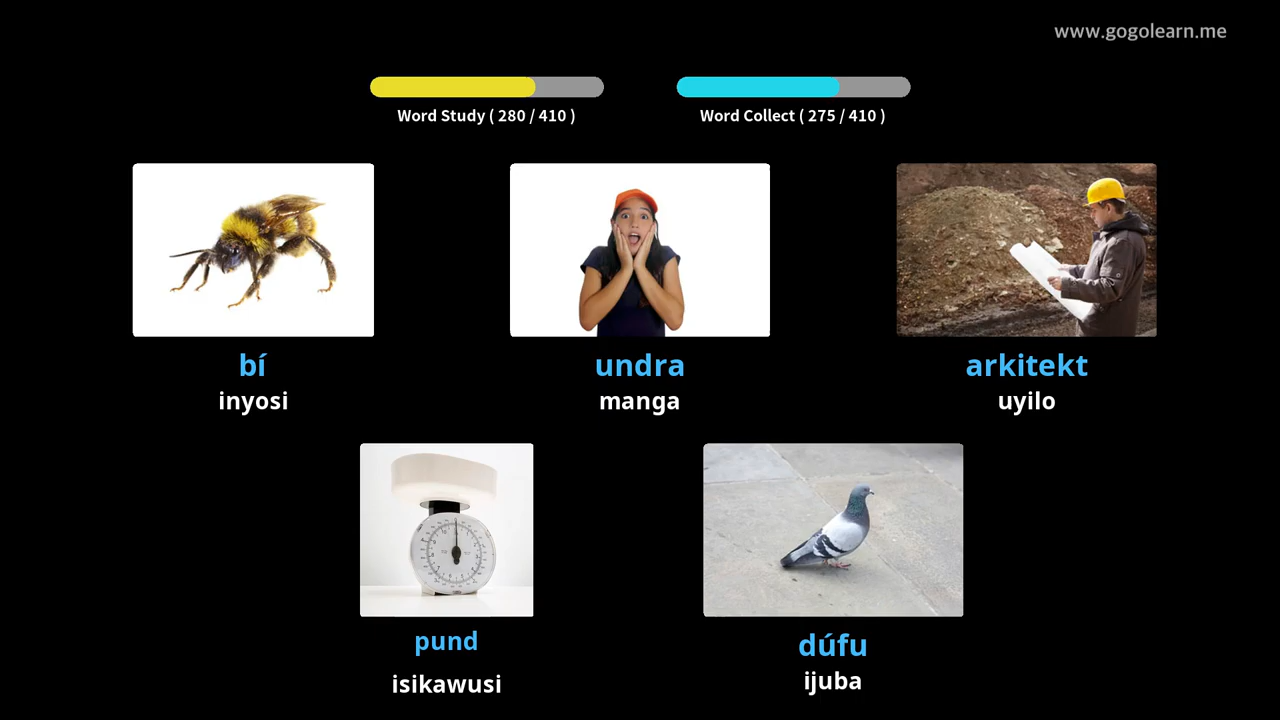 www.gogolearn.me
Word Study ( 280 / 410 )
Word Collect ( 275 / 410 )
bí
inyosi
undra
manga
arkitekt
uyilo
pund
isikawusi
dúfu
ijuba